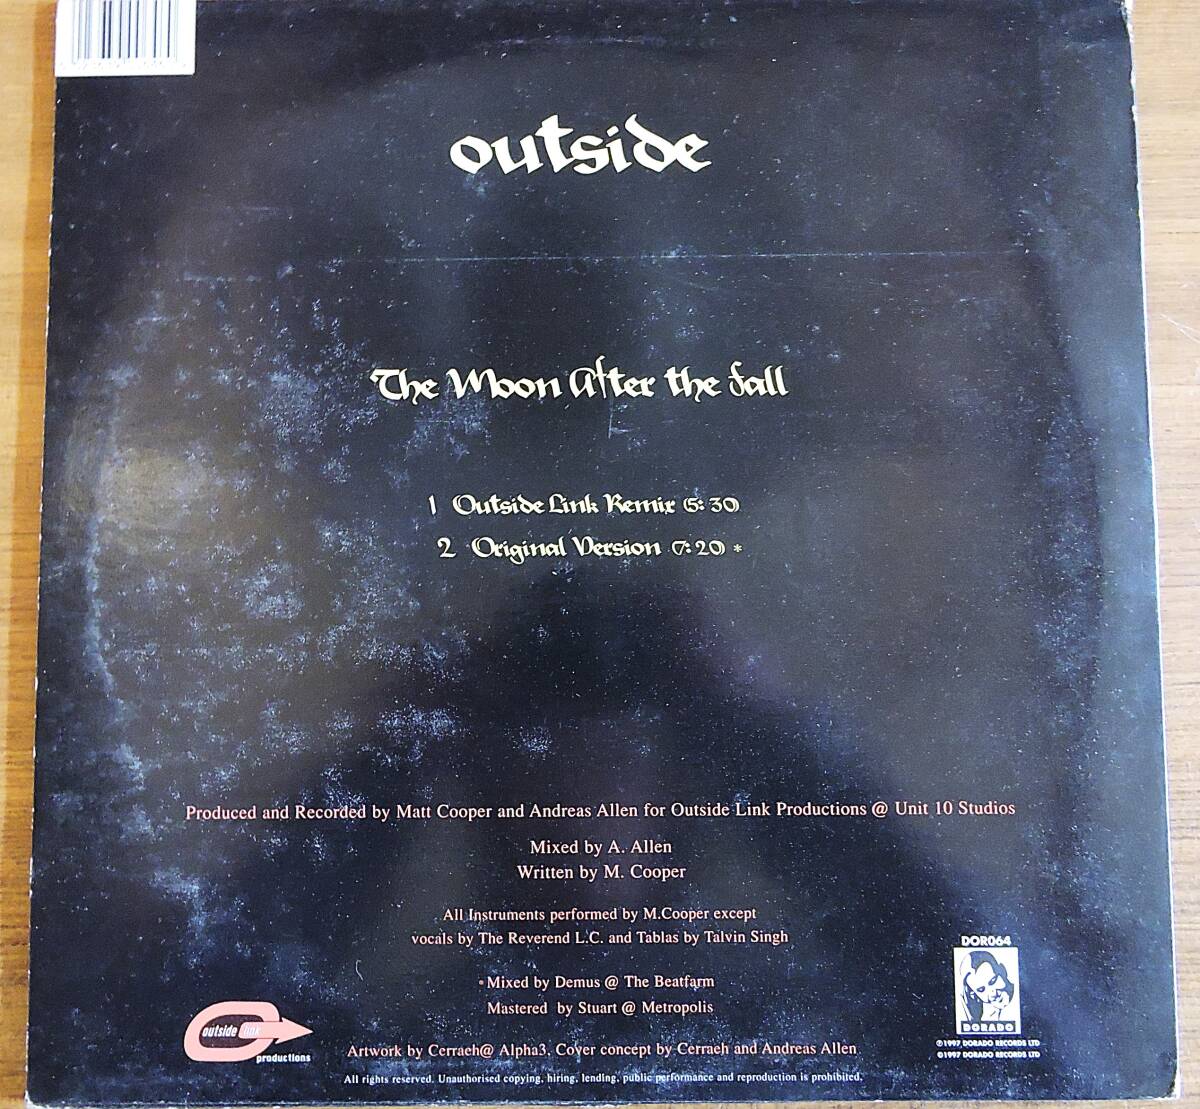 outside
The Moon After the Fall
1 Outside Link Remix (5: 30)
2 Original Version (7: 20) *
Produced and Recorded by Matt Cooper and Andreas Allen for Outside Link Productions @ Unit 10 Studios
Mixed by A. Allen
Written by M. Cooper
All Instruments performed by M.Cooper except
vocals by The Reverend L.C. and Tablas by Talvin Singh
* Mixed by Demus @ The Beatfarm
Mastered by Stuart @ Metropolis
Artwork by Cerraeh@ Alpha3. Cover concept by Cerraeh and Andreas Allen
All rights reserved. Unauthorised copying, hiring, lending, public performance and reproduction is prohibited.
outside link
productions
DOR064
DORADO
℗1997 DORADO RECORDS LTD
©1997 DORADO RECORDS LTD